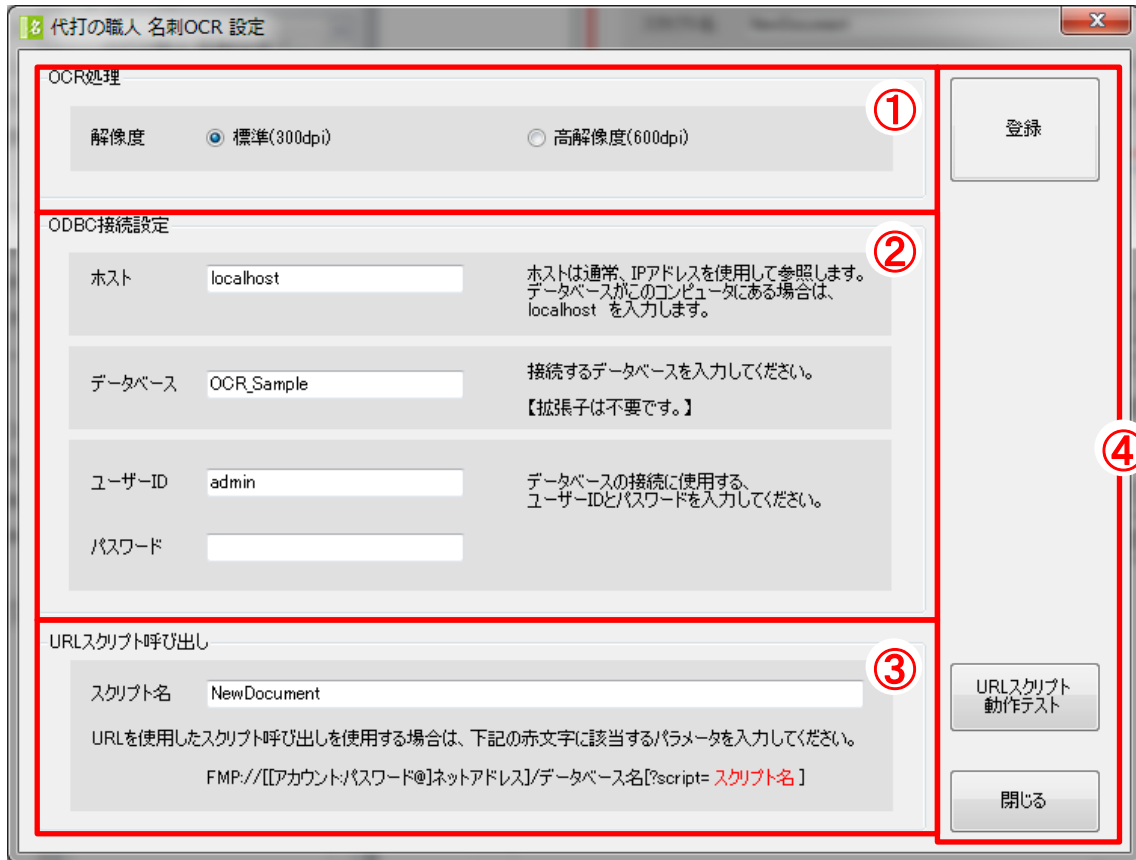 名 代打の職人 名刺OCR 設定
OCR処理
①
解像度 標準(300dpi) 高解像度(600dpi)
登録
ODBC接続設定
②
ホスト localhost
ホストは通常、IPアドレスを使用して参照します。
データベースがこのコンピュータにある場合は、
localhost を入力します。
データベース OCR_Sample
接続するデータベースを入力してください。
【拡張子は不要です。】
④
ユーザーID admin
データベースの接続に使用する、
ユーザーIDとパスワードを入力してください。
パスワード
URLスクリプト呼び出し
③
スクリプト名 NewDocument
URLスクリプト
動作テスト
URLを使用したスクリプト呼び出しを使用する場合は、下記の赤文字に該当するパラメータを入力してください。
FMP://[[アカウント:パスワード@]ネットアドレス]/データベース名[?script= スクリプト名 ]
閉じる